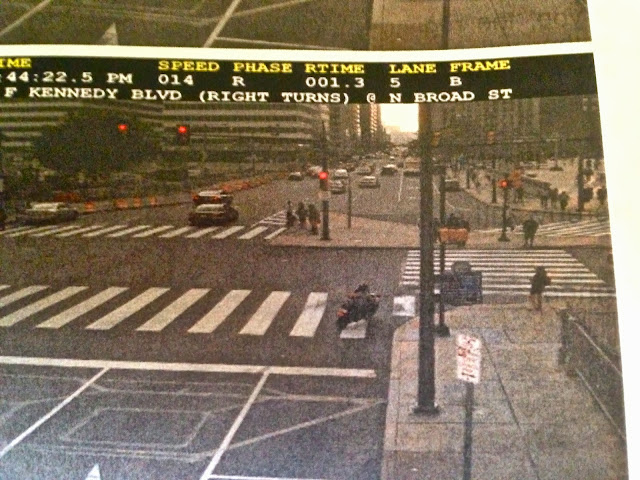 IME SPEED PHASE RTIME LANE FRAME
:44:22.5 PM 014 R 001.3 5 B
F KENNEDY BLVD (RIGHT TURNS) @ N BROAD ST